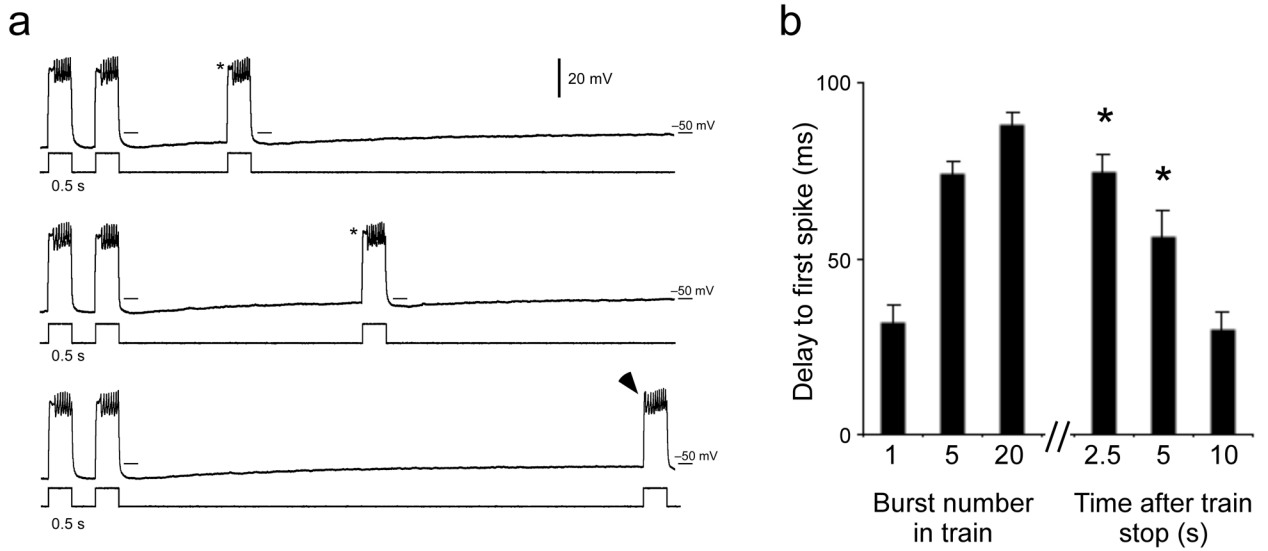 a
*
20 mV
–50 mV
0.5 s
*
–50 mV
0.5 s
–50 mV
0.5 s
b
Delay to first spike (ms)
100
50
0
*
*
1 5 20 // 2.5 5 10
Burst number
in train
Time after train
stop (s)